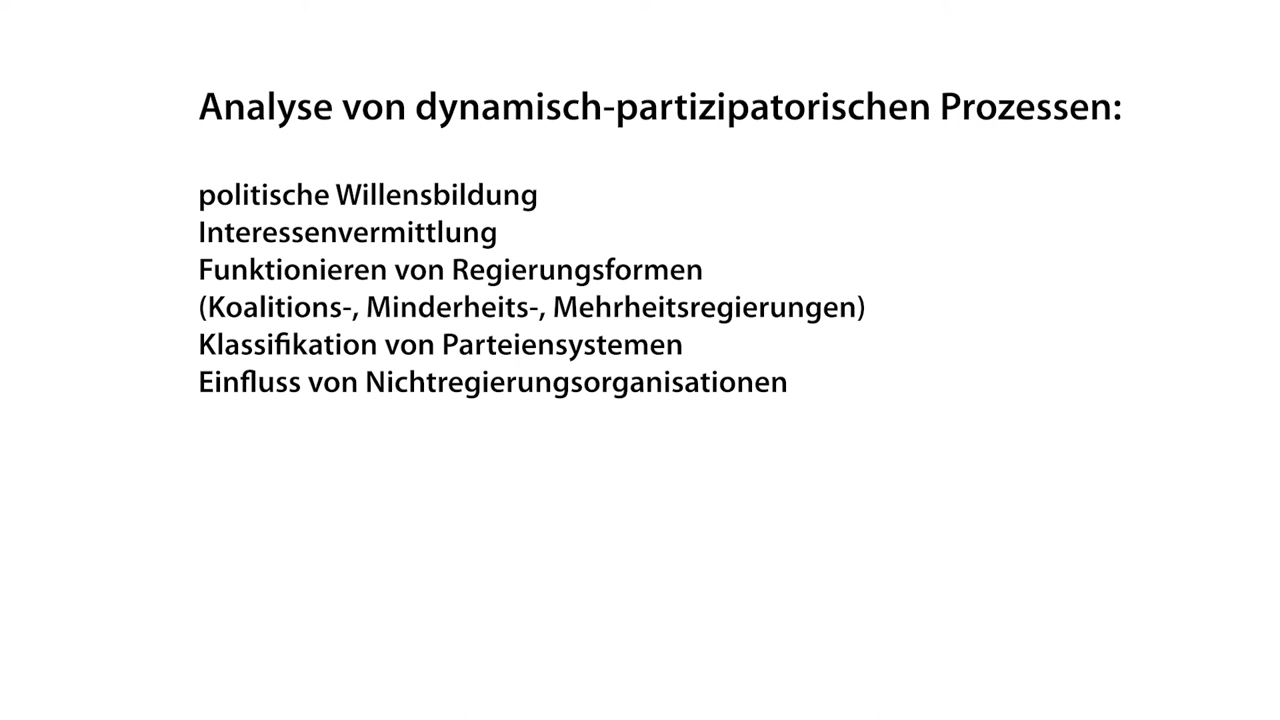 Analyse von dynamisch-partizipatorischen Prozessen:
politische Willensbildung
Interessenvermittlung
Funktionieren von Regierungsformen
(Koalitions-, Minderheits-, Mehrheitsregierungen)
Klassifikation von Parteiensystemen
Einfluss von Nichtregierungsorganisationen